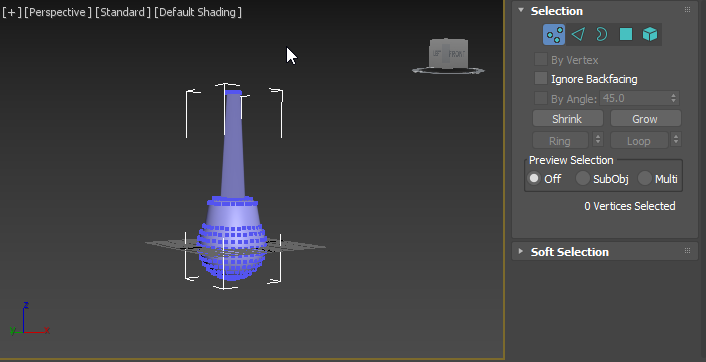 [+] [Perspective] [Standard] [Default Shading]
FRONT
z
y
x
Selection
By Vertex
Ignore Backfacing
By Angle: 45.0
Shrink Grow
Ring Loop
Preview Selection
Off SubObj Multi
0 Vertices Selected
Soft Selection